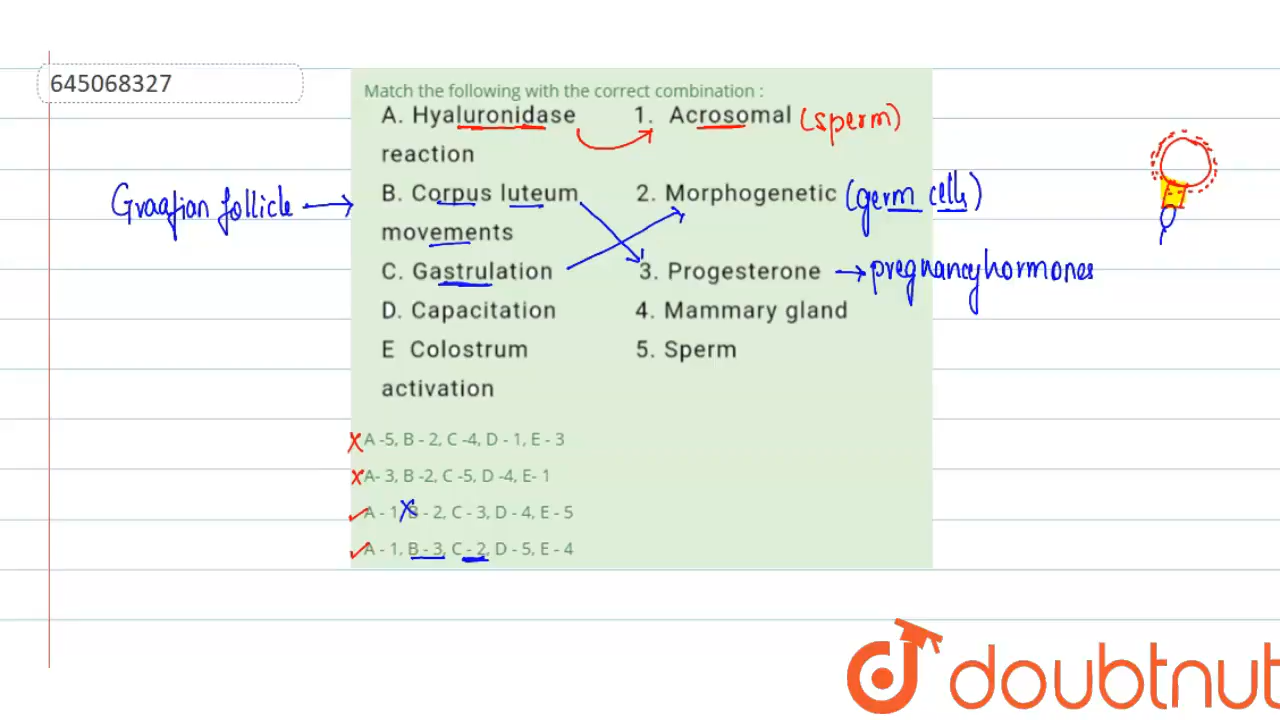 645068327
Match the following with the correct combination :
A. Hyaluronidase 1. Acrosomal (sperm)
reaction
Graafian follicle → B. Corpus luteum 2. Morphogenetic (germ cells)
movements
C. Gastrulation 3. Progesterone → pregnancy hormones
D. Capacitation 4. Mammary gland
E Colostrum 5. Sperm
activation
A -5, B - 2, C -4, D - 1, E - 3
A- 3, B -2, C -5, D -4, E- 1
A - 1, B - 2, C - 3, D - 4, E - 5
A - 1, B - 3, C - 2, D - 5, E - 4
doubtnut